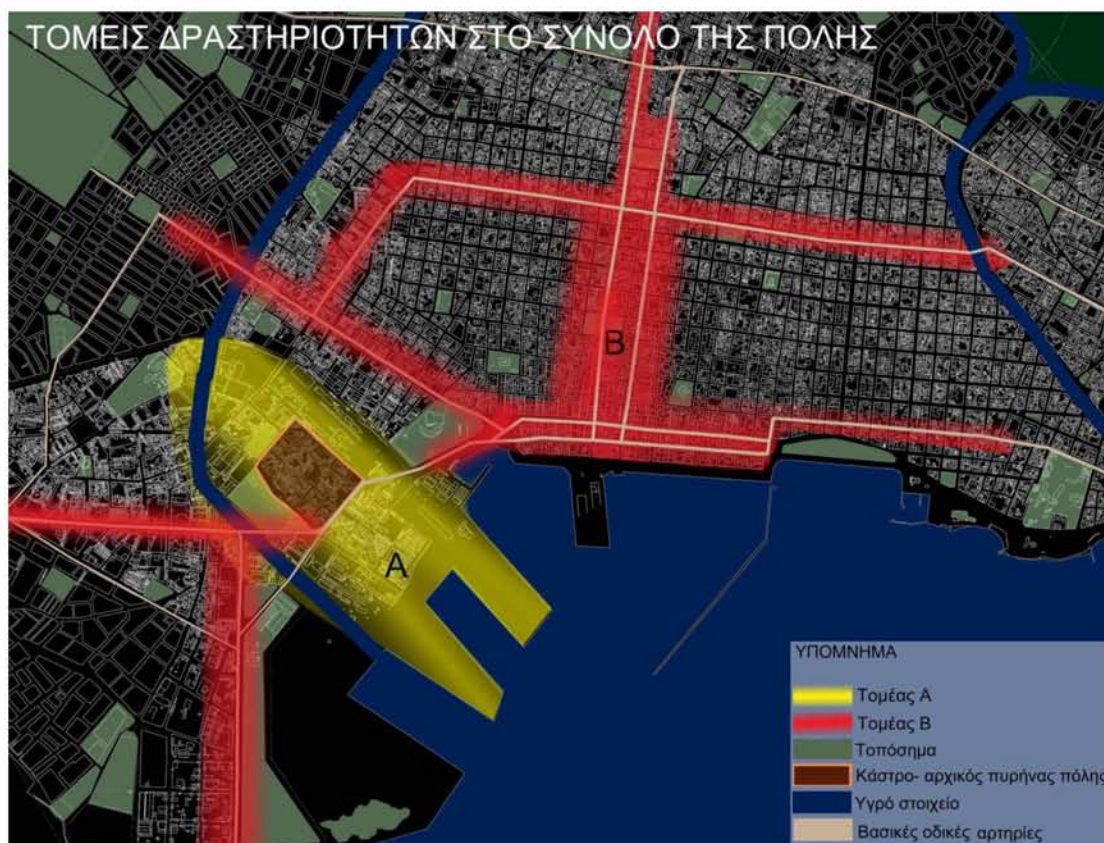 ΤΟΜΕΙΣ ΔΡΑΣΤΗΡΙΟΤΗΤΩΝ ΣΤΟ ΣΥΝΟΛΟ ΤΗΣ ΠΟΛΗΣ
B
A
ΥΠΟΜΝΗΜΑ
Τομέας Α
Τομέας Β
Τοπόσημα
Κάστρο- αρχικός πυρήνας πόλης
Υγρό στοιχείο
Βασικές οδικές αρτηρίες